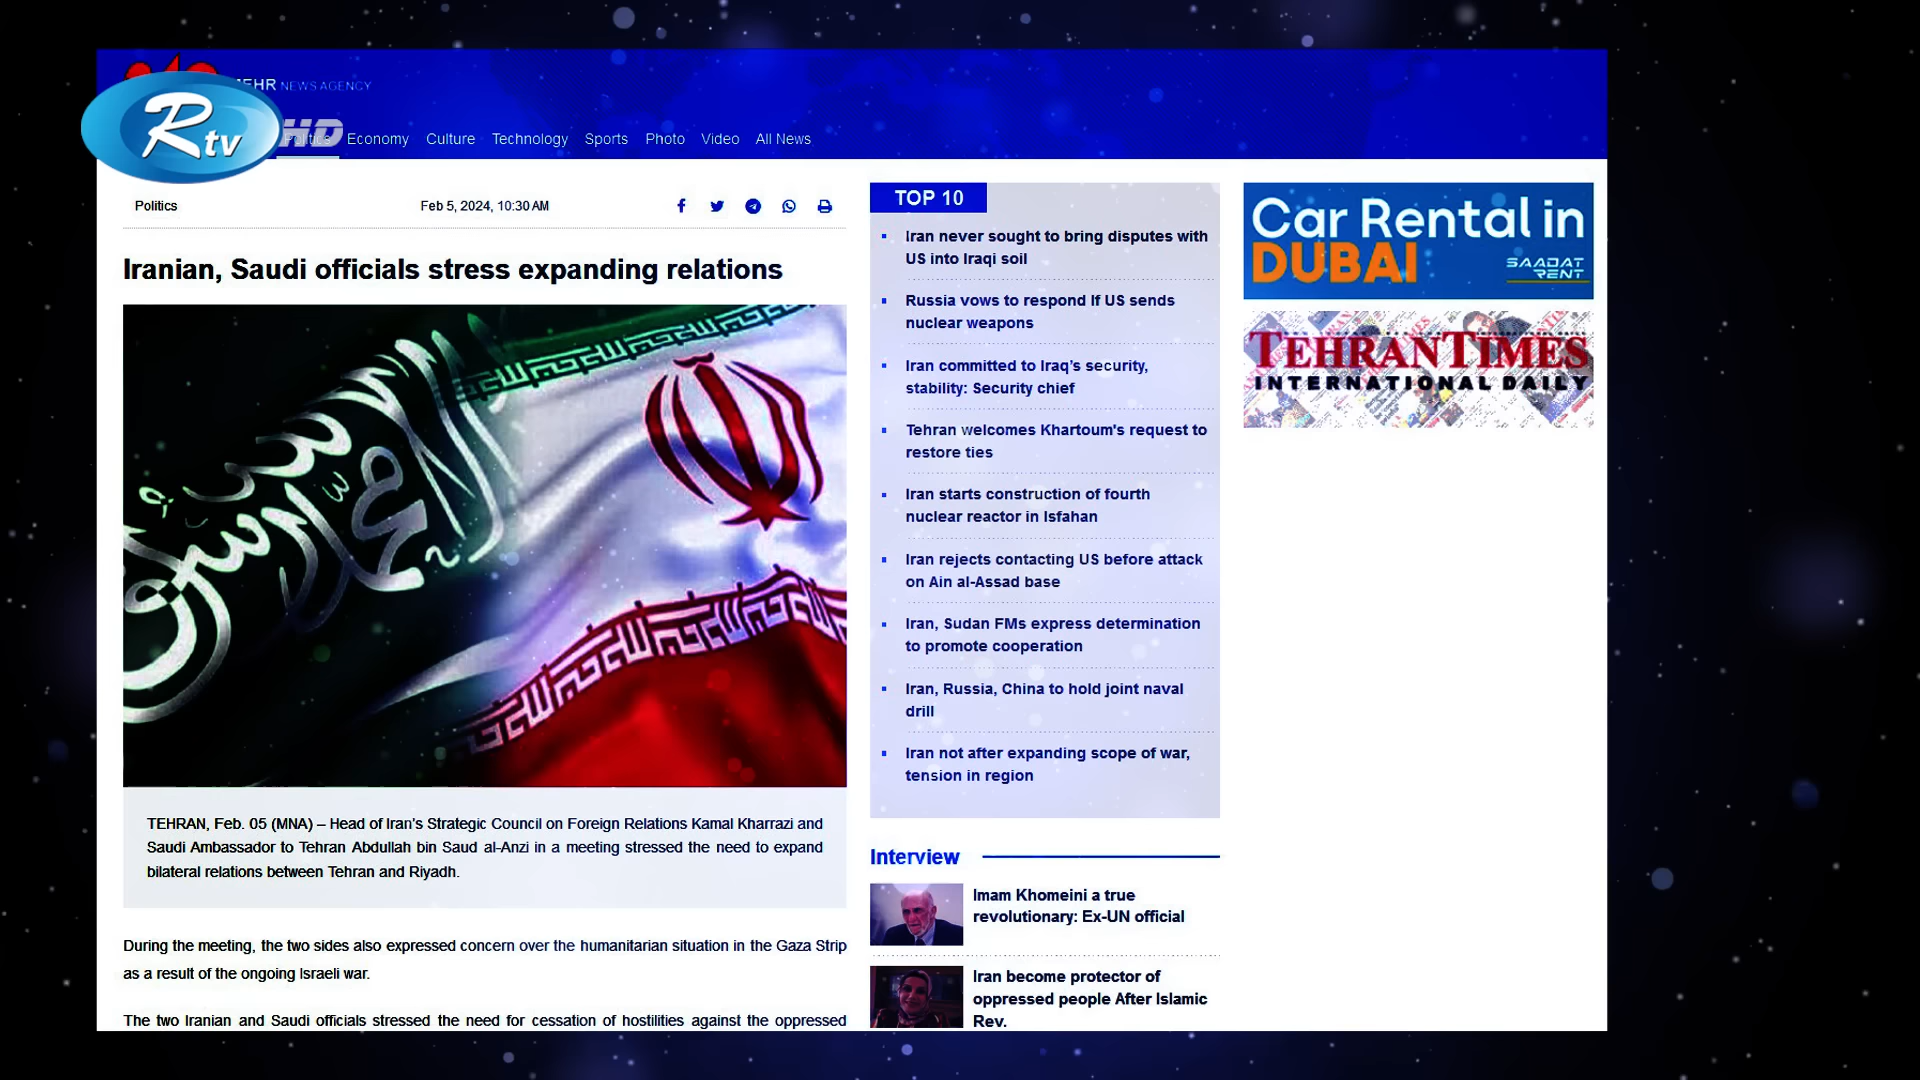 MEHR NEWS AGENCY
Rtv
HD
Politics Economy Culture Technology Sports Photo Video All News
Politics
Feb 5, 2024, 10:30 AM
Iranian, Saudi officials stress expanding relations
TEHRAN, Feb. 05 (MNA) – Head of Iran's Strategic Council on Foreign Relations Kamal Kharrazi and
Saudi Ambassador to Tehran Abdullah bin Saud al-Anzi in a meeting stressed the need to expand
bilateral relations between Tehran and Riyadh.
During the meeting, the two sides also expressed concern over the humanitarian situation in the Gaza Strip
as a result of the ongoing Israeli war.
The two Iranian and Saudi officials stressed the need for cessation of hostilities against the oppressed
TOP 10
Iran never sought to bring disputes with
US into Iraqi soil
Russia vows to respond If US sends
nuclear weapons
Iran committed to Iraq's security,
stability: Security chief
Tehran welcomes Khartoum's request to
restore ties
Iran starts construction of fourth
nuclear reactor in Isfahan
Iran rejects contacting US before attack
on Ain al-Assad base
Iran, Sudan FMs express determination
to promote cooperation
Iran, Russia, China to hold joint naval
drill
Iran not after expanding scope of war,
tension in region
Interview
Imam Khomeini a true
revolutionary: Ex-UN official
Iran become protector of
oppressed people After Islamic
Rev.
Car Rental in
DUBAI
SAADAT
RENT
TEHRAN TIMES
INTERNATIONAL DAILY